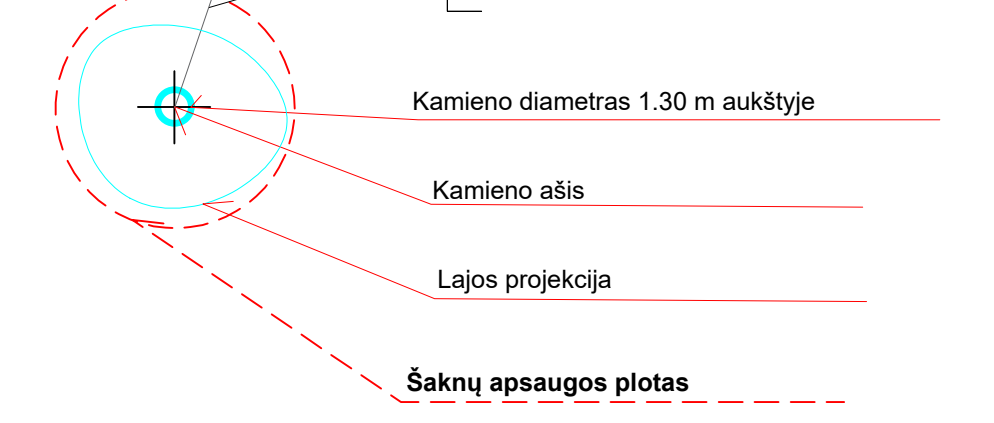 Kamieno diametras 1.30 m aukštyje
Kamieno ašis
Lajos projekcija
Šaknų apsaugos plotas